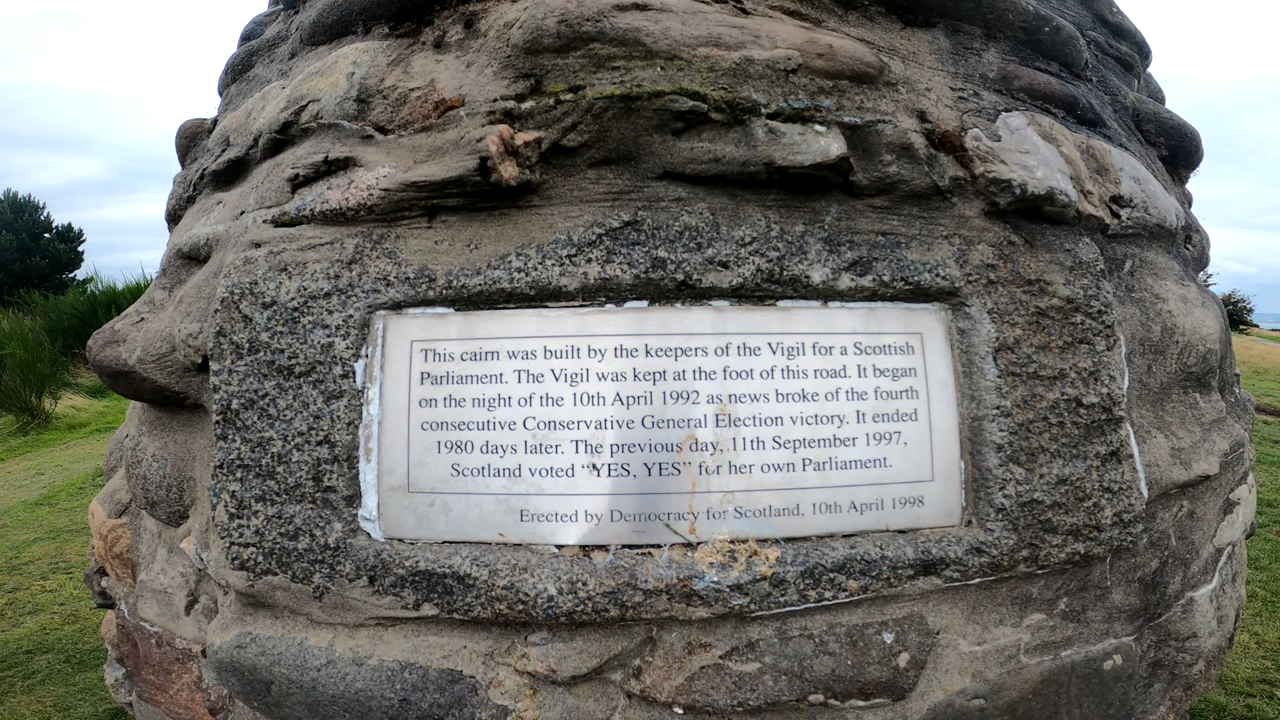 This cairn was built by the keepers of the Vigil for a Scottish
Parliament. The Vigil was kept at the foot of this road. It began
on the night of the 10th April 1992 as news broke of the fourth
consecutive Conservative General Election victory. It ended
1980 days later. The previous day, 11th September 1997,
Scotland voted “YES, YES” for her own Parliament.
Erected by Democracy for Scotland, 10th April 1998